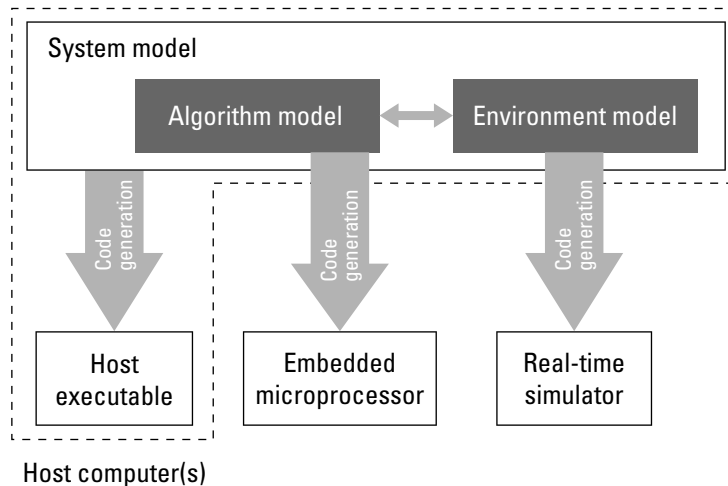 System model
Algorithm model
Environment model
Code
generation
Code
generation
Code
generation
Host
executable
Embedded
microprocessor
Real-time
simulator
Host computer(s)